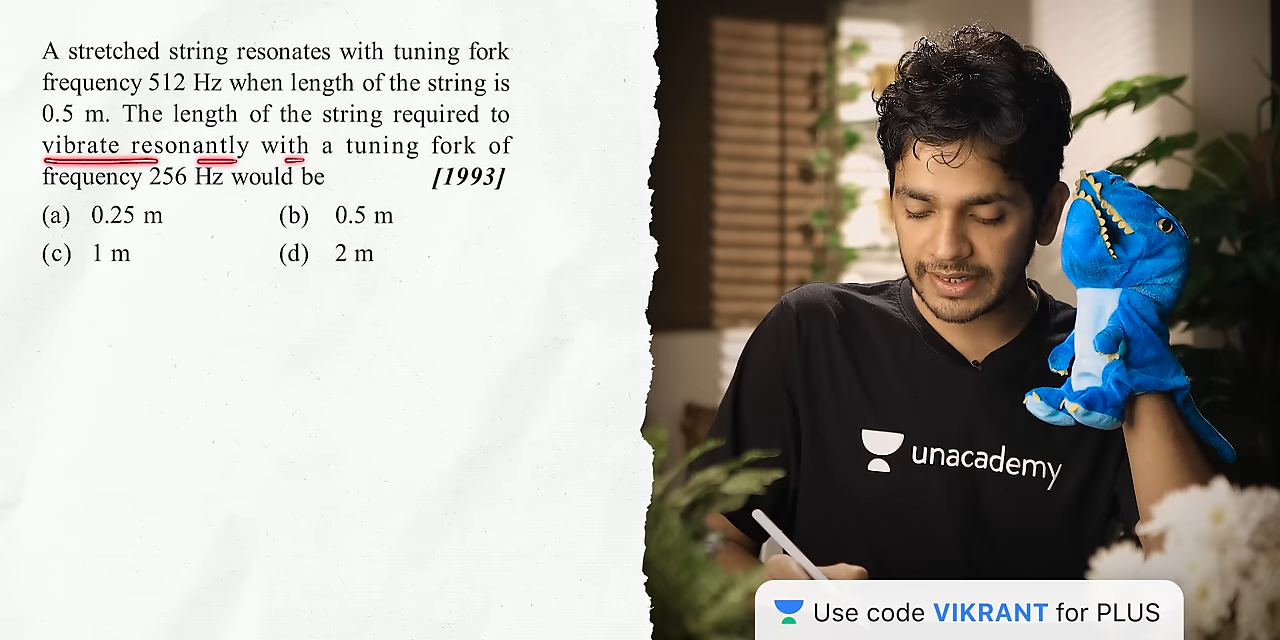 A stretched string resonates with tuning fork
frequency 512 Hz when length of the string is
0.5 m. The length of the string required to
vibrate resonantly with a tuning fork of
frequency 256 Hz would be [1993]
(a) 0.25 m (b) 0.5 m
(c) 1 m (d) 2 m
unacademy
Use code VIKRANT for PLUS